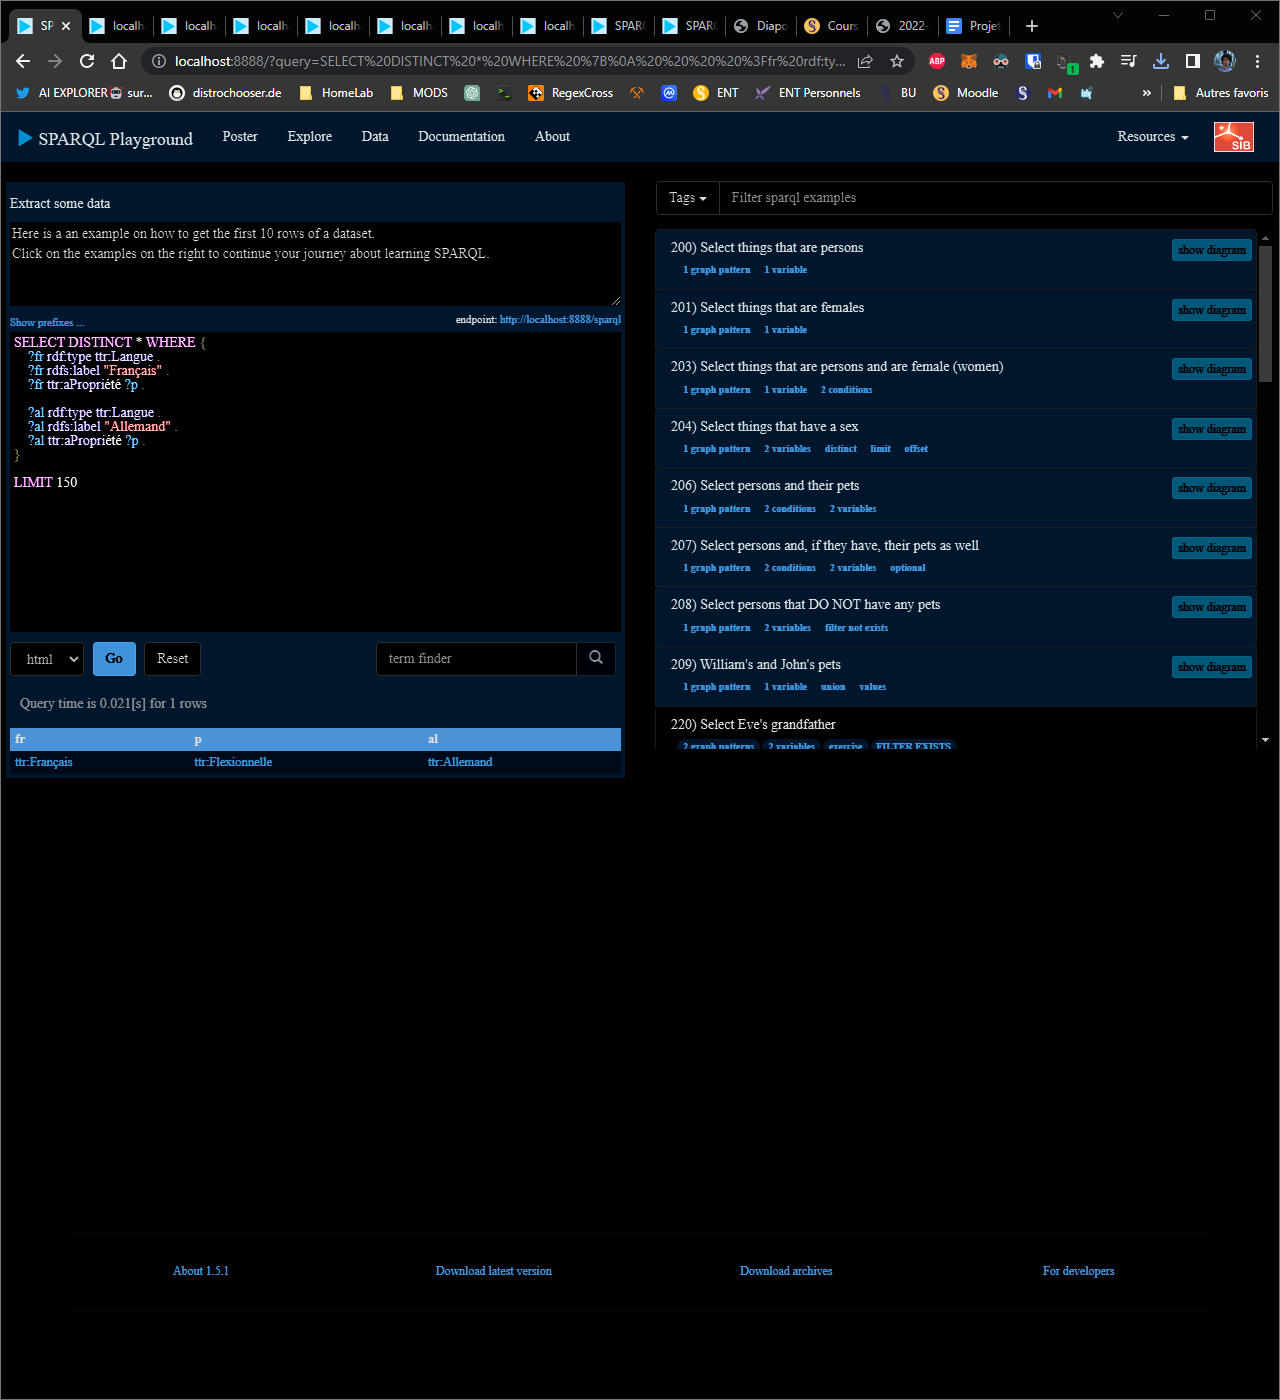 SP
localh
localh
localh
localh
localh
localh
localh
SPARQ
SPARQ
Diapo
Cours
2022-
Projet
localhost:8888/?query=SELECT%20DISTINCT%20*%20WHERE%20%7B%0A%20%20%20%20%3Ffr%20rdf:ty...
ABP
1
AI EXPLORER
sur...
distrochooser.de
HomeLab
MODS
RegexCross
ENT
ENT Personnels
BU
Moodle
»
Autres favoris
SPARQL Playground
Poster
Explore
Data
Documentation
About
Resources
SIB
Extract some data
Here is a an example on how to get the first 10 rows of a dataset.
Click on the examples on the right to continue your journey about learning SPARQL.
Show prefixes ...
endpoint: http://localhost:8888/sparql
SELECT DISTINCT * WHERE {
?fr rdf:type ttr:Langue .
?fr rdfs:label "Français" .
?fr ttr:aPropriété ?p .
?al rdf:type ttr:Langue .
?al rdfs:label "Allemand" .
?al ttr:aPropriété ?p .
}
LIMIT 150
html
Go
Reset
term finder
Query time is 0.021[s] for 1 rows
fr p al
ttr:Français ttr:Flexionnelle ttr:Allemand
Tags
Filter sparql examples
200) Select things that are persons
show diagram
1 graph pattern 1 variable
201) Select things that are females
show diagram
1 graph pattern 1 variable
203) Select things that are persons and are female (women)
show diagram
1 graph pattern 1 variable 2 conditions
204) Select things that have a sex
show diagram
1 graph pattern 2 variables distinct limit offset
206) Select persons and their pets
show diagram
1 graph pattern 2 conditions 2 variables
207) Select persons and, if they have, their pets as well
show diagram
1 graph pattern 2 conditions 2 variables optional
208) Select persons that DO NOT have any pets
show diagram
1 graph pattern 2 variables filter not exists
209) William's and John's pets
show diagram
1 graph pattern 1 variable union values
220) Select Eve's grandfather
2 graph patterns 2 variables exercise FILTER EXISTS
About 1.5.1
Download latest version
Download archives
For developers